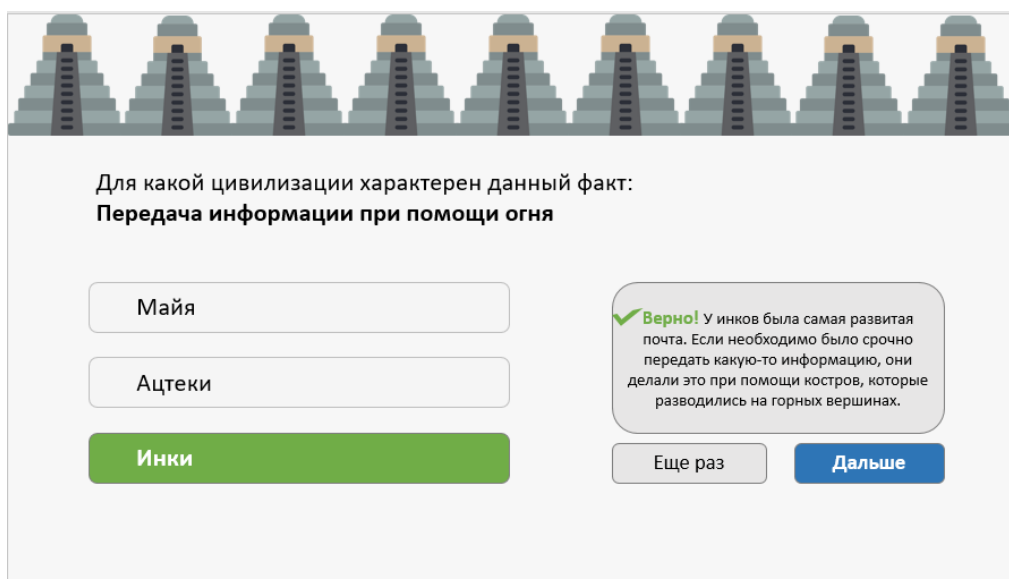 Для какой цивилизации характерен данный факт:
Передача информации при помощи огня
Майя
Ацтеки
Инки
Верно! У инков была самая развитая
почта. Если необходимо было срочно
передать какую-то информацию, они
делали это при помощи костров, которые
разводились на горных вершинах.
Еще раз
Дальше